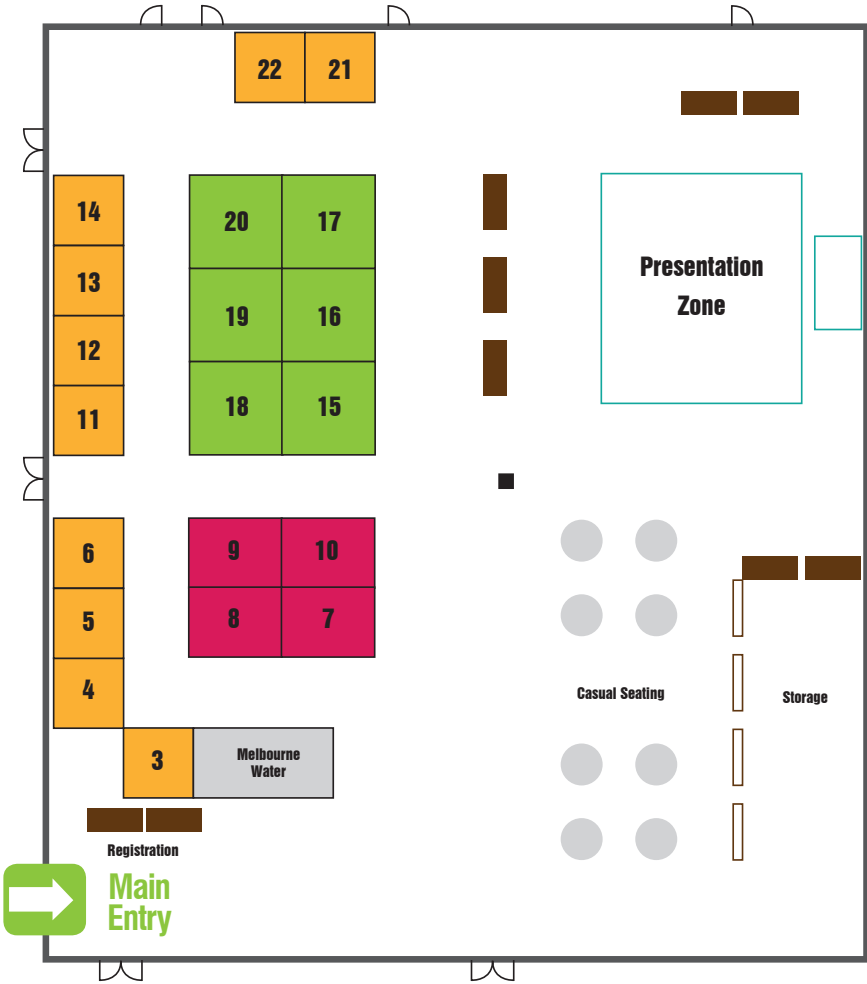 22 21
14
20 17
13
Presentation
Zone
19 16
12
18 15
11
6
9 10
5
8 7
4
Casual Seating
Storage
3
Melbourne
Water
Registration
Main
Entry